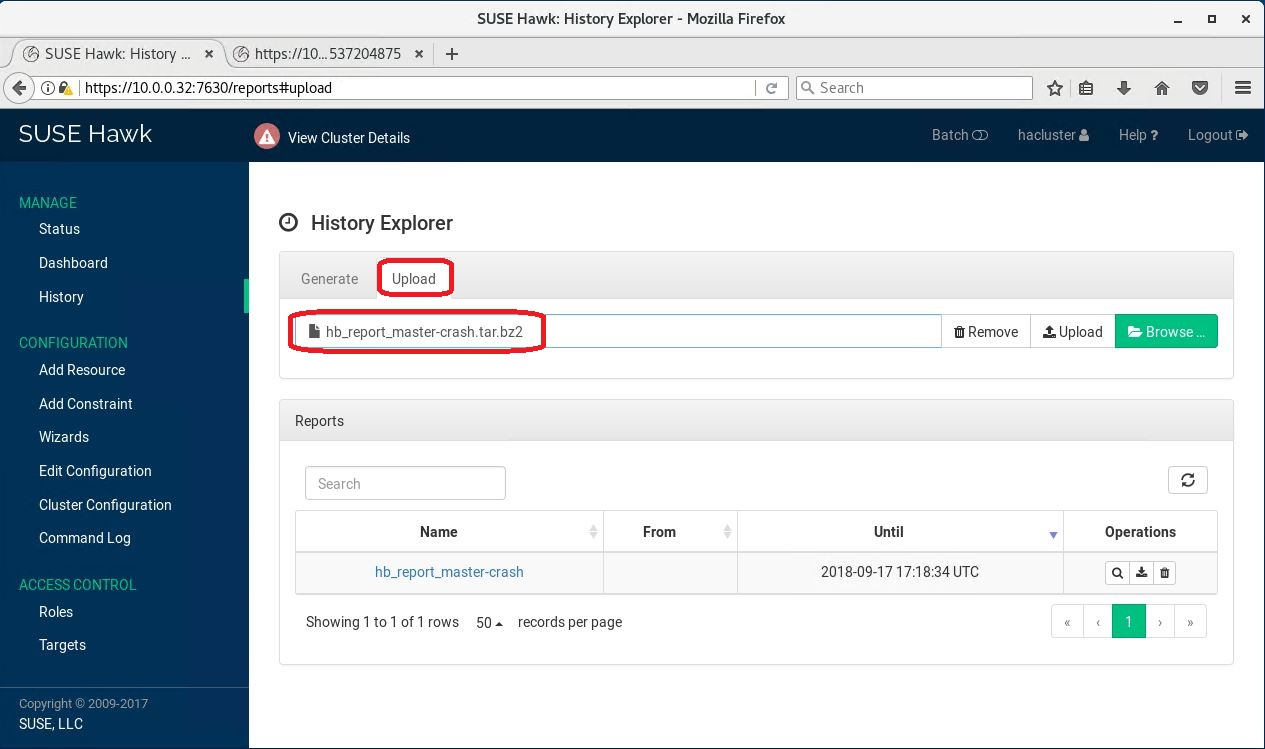 SUSE Hawk: History Explorer - Mozilla Firefox
SUSE Hawk: History ... × https://10...537204875 × +
https://10.0.0.32:7630/reports#upload Search
SUSE Hawk View Cluster Details Batch hacluster Help ? Logout
MANAGE
Status
Dashboard
History
CONFIGURATION
Add Resource
Add Constraint
Wizards
Edit Configuration
Cluster Configuration
Command Log
ACCESS CONTROL
Roles
Targets
Copyright © 2009-2017
SUSE, LLC
History Explorer
Generate Upload
hb_report_master-crash.tar.bz2 Remove Upload Browse ...
Reports
Search
Name From Until Operations
hb_report_master-crash 2018-09-17 17:18:34 UTC
Showing 1 to 1 of 1 rows 50 records per page « ‹ 1 › »